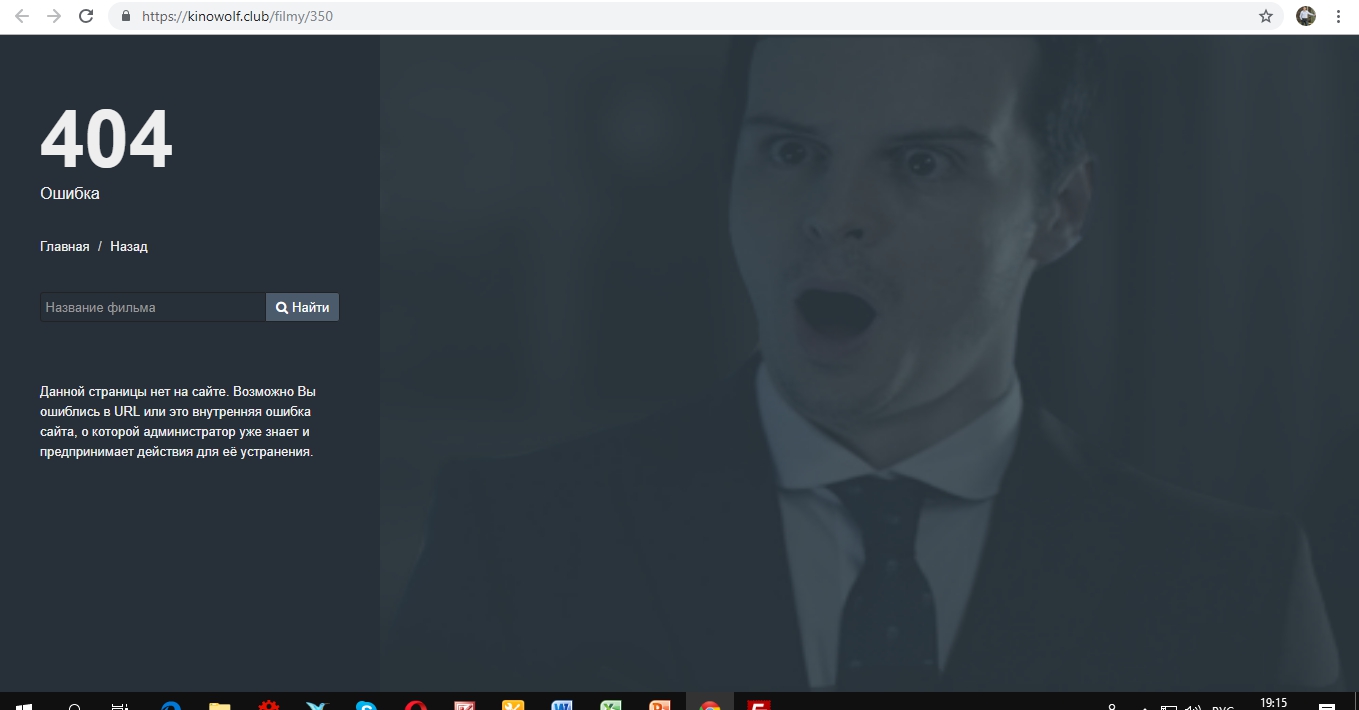 https://kinowolf.club/filmy/350
404
Ошибка
Главная / Назад
Название фильма
Найти
Данной страницы нет на сайте. Возможно Вы
ошиблись в URL или это внутренняя ошибка
сайта, о которой администратор уже знает и
предпринимает действия для её устранения.
РУС
19:15